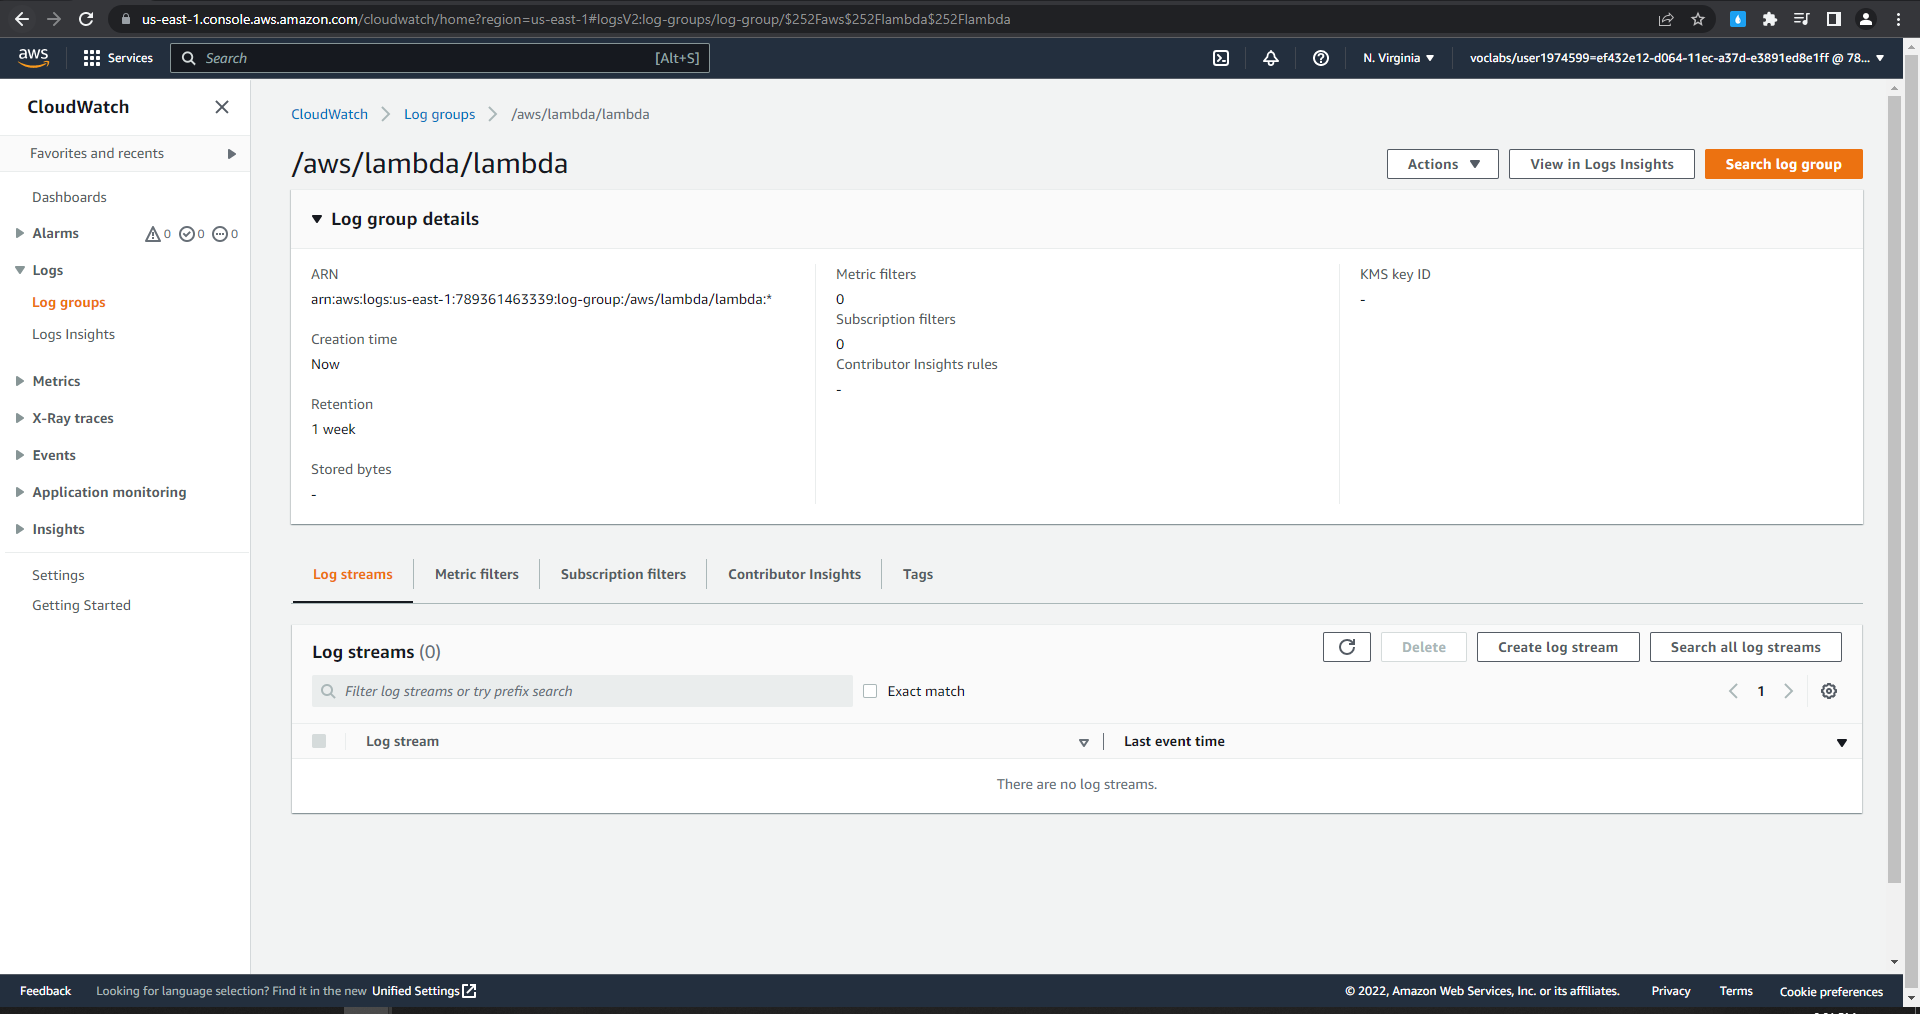 us-east-1.console.aws.amazon.com/cloudwatch/home?region=us-east-1#logsV2:log-groups/log-group/$252Faws$252Flambda$252Flambda
aws
Services
Search
[Alt+S]
N. Virginia
voclabs/user1974599=ef432e12-d064-11ec-a37d-e3891ed8e1ff @ 78...
CloudWatch
Favorites and recents
Dashboards
Alarms
0
0
0
Logs
Log groups
Logs Insights
Metrics
X-Ray traces
Events
Application monitoring
Insights
Settings
Getting Started
CloudWatch
Log groups
/aws/lambda/lambda
/aws/lambda/lambda
Actions
View in Logs Insights
Search log group
Log group details
ARN
arn:aws:logs:us-east-1:789361463339:log-group:/aws/lambda/lambda:*
Creation time
Now
Retention
1 week
Stored bytes
-
Metric filters
0
Subscription filters
0
Contributor Insights rules
-
KMS key ID
-
Log streams
Metric filters
Subscription filters
Contributor Insights
Tags
Log streams (0)
Delete
Create log stream
Search all log streams
Filter log streams or try prefix search
Exact match
1
Log stream
Last event time
There are no log streams.
Feedback
Looking for language selection? Find it in the new Unified Settings
© 2022, Amazon Web Services, Inc. or its affiliates.
Privacy
Terms
Cookie preferences